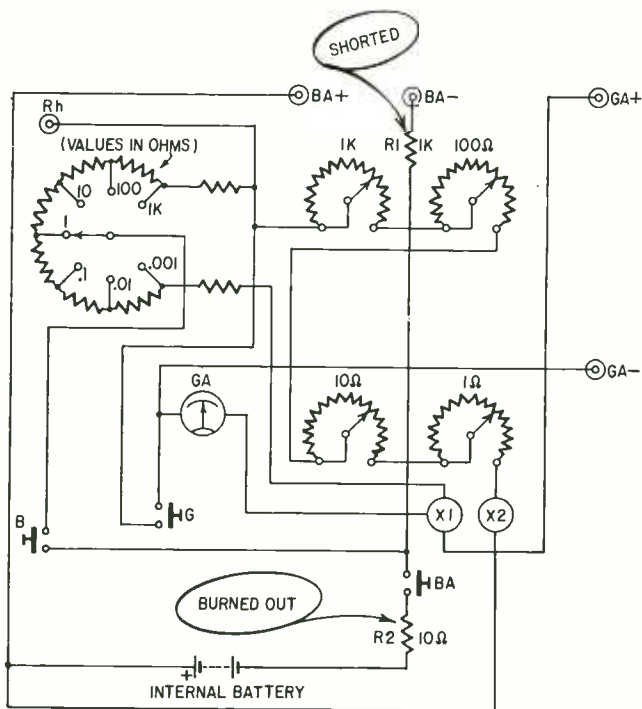 SHORTED
BA+
BA-
GA+
Rh
(VALUES IN OHMS)
1K
R1
1K
100Ω
10
100
1K
1
.1
.01
.001
GA-
GA
10Ω
1Ω
B
G
X1
X2
BA
BURNED OUT
R2
10Ω
+
INTERNAL BATTERY